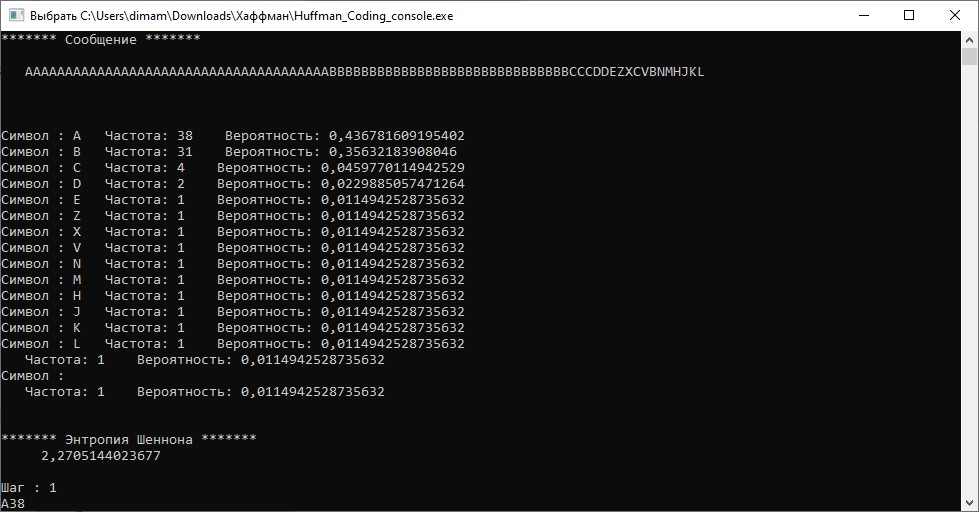 Выбрать C:\Users\dimam\Downloads\Хаффман\Huffman_Coding_console.exe
******* Сообщение *******
AAAAAAAAAAAAAAAAAAAAAAAAAAAAAAAAAAAAAABBBBBBBBBBBBBBBBBBBBBBBBBBBBBBCCCDDEZXCVBNMHJKL
Символ : A   Частота: 38    Вероятность: 0,436781609195402
Символ : B   Частота: 31    Вероятность: 0,35632183908046
Символ : C   Частота: 4    Вероятность: 0,0459770114942529
Символ : D   Частота: 2    Вероятность: 0,0229885057471264
Символ : E   Частота: 1    Вероятность: 0,0114942528735632
Символ : Z   Частота: 1    Вероятность: 0,0114942528735632
Символ : X   Частота: 1    Вероятность: 0,0114942528735632
Символ : V   Частота: 1    Вероятность: 0,0114942528735632
Символ : N   Частота: 1    Вероятность: 0,0114942528735632
Символ : M   Частота: 1    Вероятность: 0,0114942528735632
Символ : H   Частота: 1    Вероятность: 0,0114942528735632
Символ : J   Частота: 1    Вероятность: 0,0114942528735632
Символ : K   Частота: 1    Вероятность: 0,0114942528735632
Символ : L   Частота: 1    Вероятность: 0,0114942528735632
Частота: 1    Вероятность: 0,0114942528735632
Символ :
Частота: 1    Вероятность: 0,0114942528735632
******* Энтропия Шеннона *******
2,2705144023677
Шаг : 1
A38